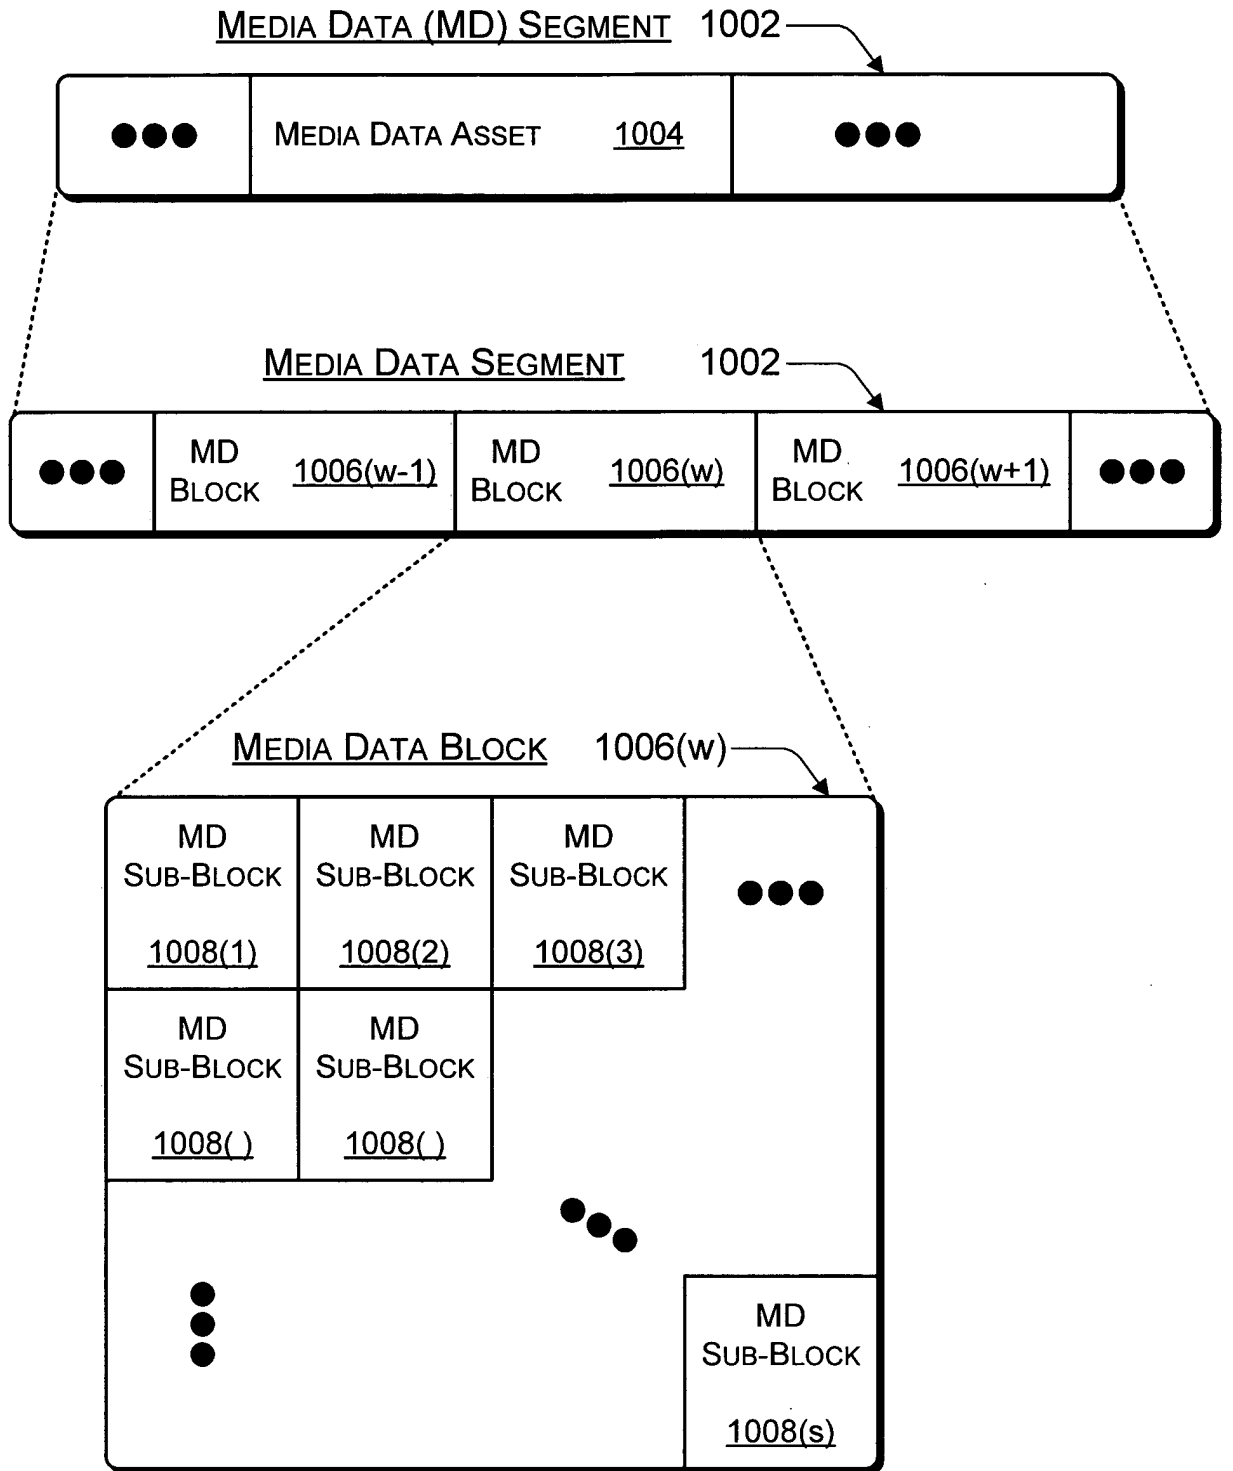 MEDIA DATA (MD) SEGMENT 1002
MEDIA DATA ASSET 1004
MEDIA DATA SEGMENT 1002
MD BLOCK 1006(w-1)
MD BLOCK 1006(w)
MD BLOCK 1006(w+1)
MEDIA DATA BLOCK 1006(w)
MD
SUB-BLOCK
1008(1)
MD
SUB-BLOCK
1008(2)
MD
SUB-BLOCK
1008(3)
MD
SUB-BLOCK
1008( )
MD
SUB-BLOCK
1008( )
MD
SUB-BLOCK
1008(s)